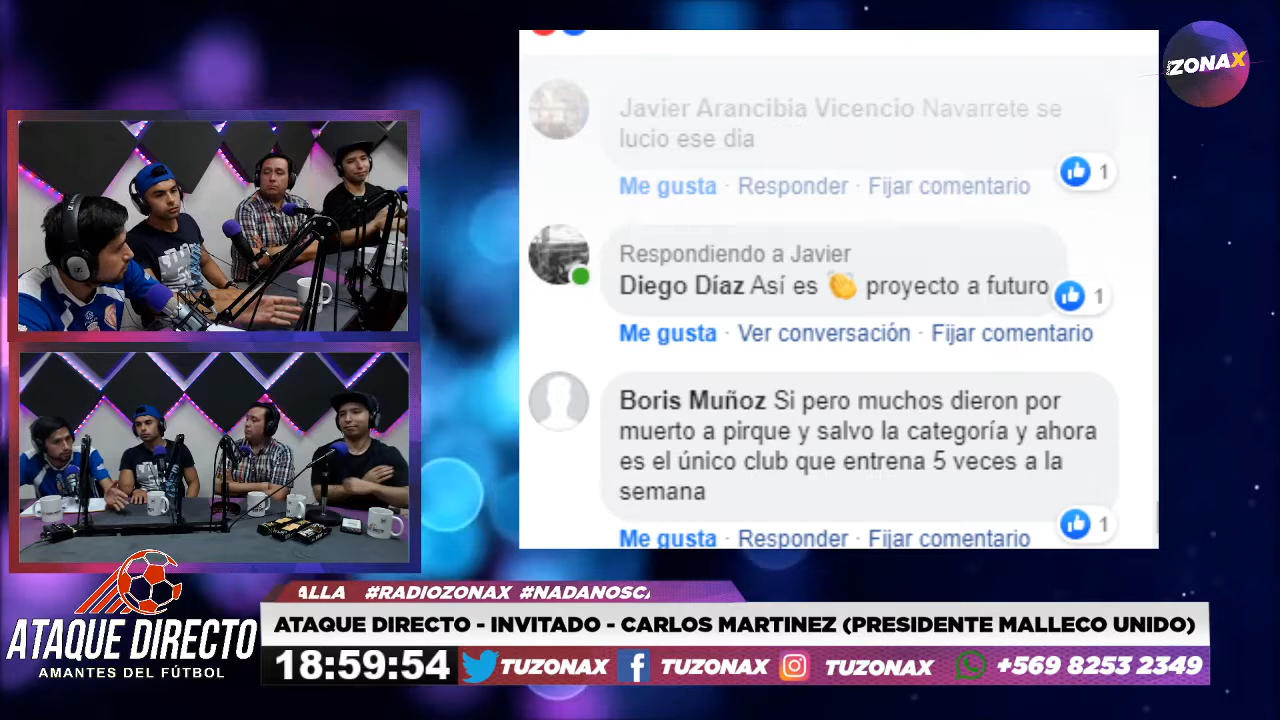 ZONAX
Javier Arancibia Vicencio Navarrete se
lucio ese dia
1
Me gusta · Responder · Fijar comentario
Respondiendo a Javier
Diego Díaz Así es 👏 proyecto a futuro
1
Me gusta · Ver conversación · Fijar comentario
Boris Muñoz Si pero muchos dieron por
muerto a pirque y salvo la categoría y ahora
es el único club que entrena 5 veces a la
semana
1
Me gusta · Responder · Fijar comentario
ALLA #RADIOZONAX #NADANOSCA
ATAQUE DIRECTO
AMANTES DEL FÚTBOL
ATAQUE DIRECTO - INVITADO - CARLOS MARTINEZ (PRESIDENTE MALLECO UNIDO)
18:59:54 TUZONAX TUZONAX TUZONAX +569 8253 2349